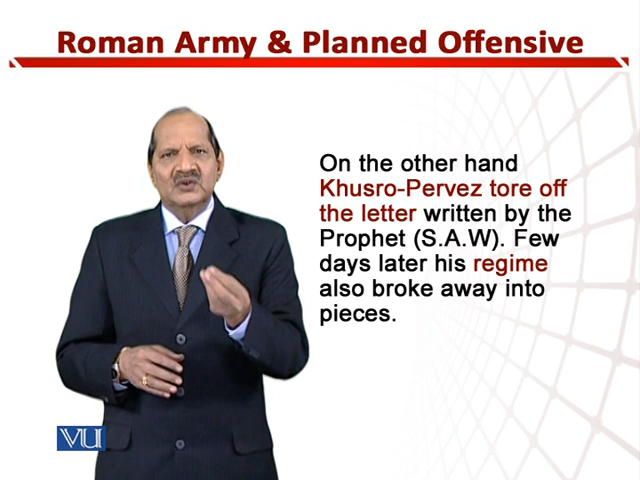 Roman Army & Planned Offensive
On the other hand
Khusro-Pervez tore off
the letter written by the
Prophet (S.A.W). Few
days later his regime
also broke away into
pieces.
VU